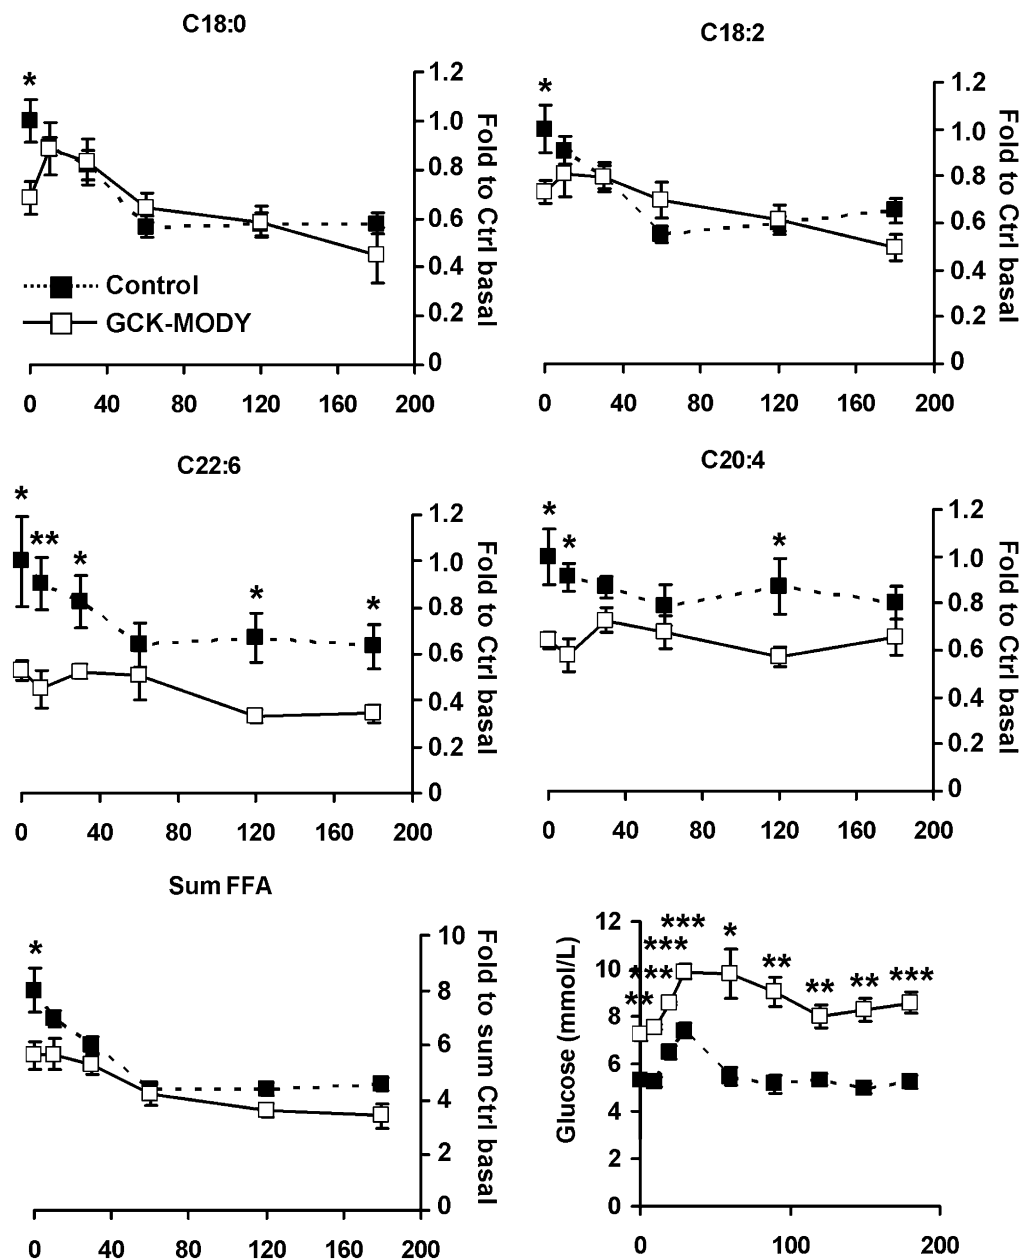 C18:0
*
1.2
1.0
0.8
0.6
0.4
0.2
0
Fold to Ctrl basal
Control
GCK-MODY
0 40 80 120 160 200
C18:2
*
1.2
1.0
0.8
0.6
0.4
0.2
0
Fold to Ctrl basal
0 40 80 120 160 200
C22:6
* ** * * *
1.2
1.0
0.8
0.6
0.4
0.2
0
Fold to Ctrl basal
0 40 80 120 160 200
C20:4
* * *
1.2
1.0
0.8
0.6
0.4
0.2
0
Fold to Ctrl basal
0 40 80 120 160 200
Sum FFA
*
10
8
6
4
2
0
Fold to sum Ctrl basal
0 40 80 120 160 200
Glucose (mmol/L)
12
10
8
6
4
2
0
** *** *** *** * ** ** ** ***
0 100 200